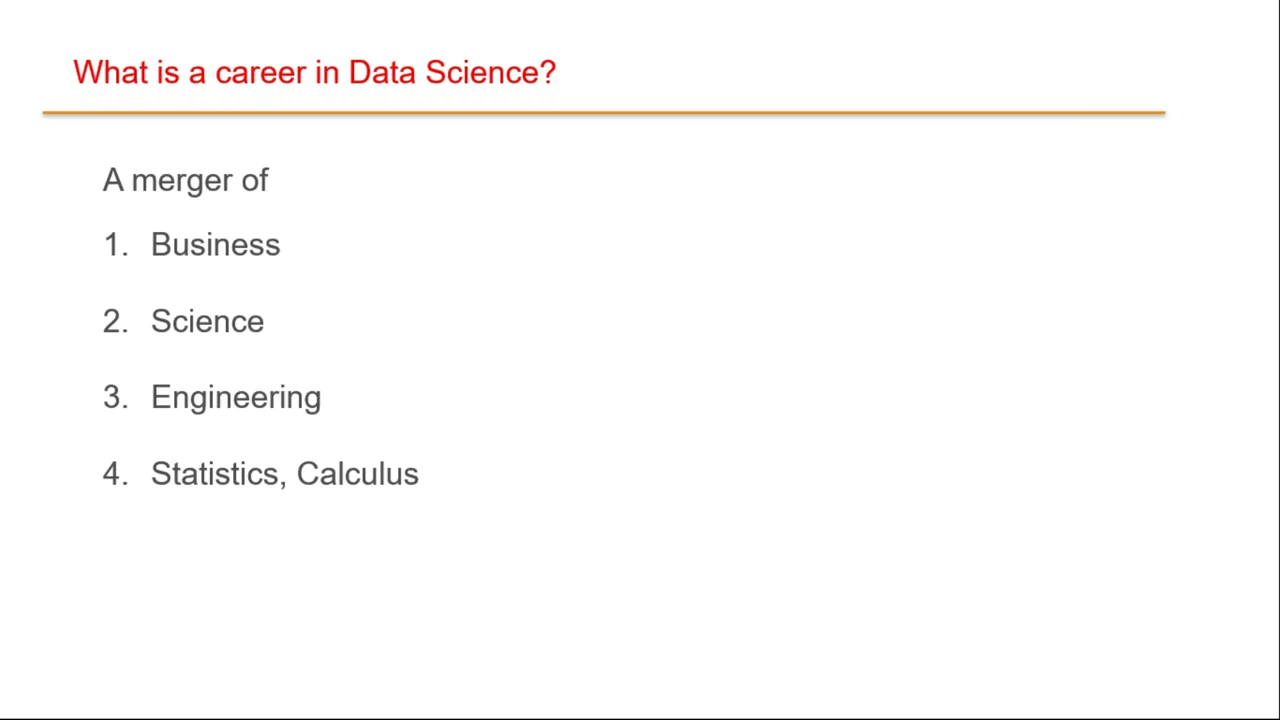 What is a career in Data Science?
A merger of
1. Business
2. Science
3. Engineering
4. Statistics, Calculus